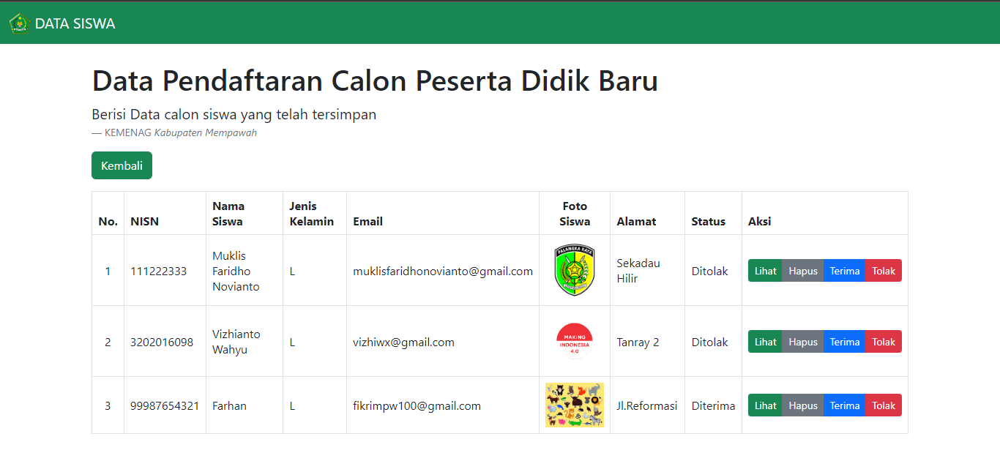 DATA SISWA
Data Pendaftaran Calon Peserta Didik Baru
Berisi Data calon siswa yang telah tersimpan
— KEMENAG Kabupaten Mempawah
Kembali
No. NISN Nama Siswa Jenis Kelamin Email Foto Siswa Alamat Status Aksi
1 111222333 Muklis Faridho Novianto L muklisfaridhonovianto@gmail.com PALANGKA RAYA Sekadau Hilir Ditolak Lihat Hapus Terima Tolak
2 3202016098 Vizhianto Wahyu L vizhiwx@gmail.com MAKING INDONESIA 4.0 Tanray 2 Ditolak Lihat Hapus Terima Tolak
3 99987654321 Farhan L fikrimpw100@gmail.com Jl.Reformasi Diterima Lihat Hapus Terima Tolak